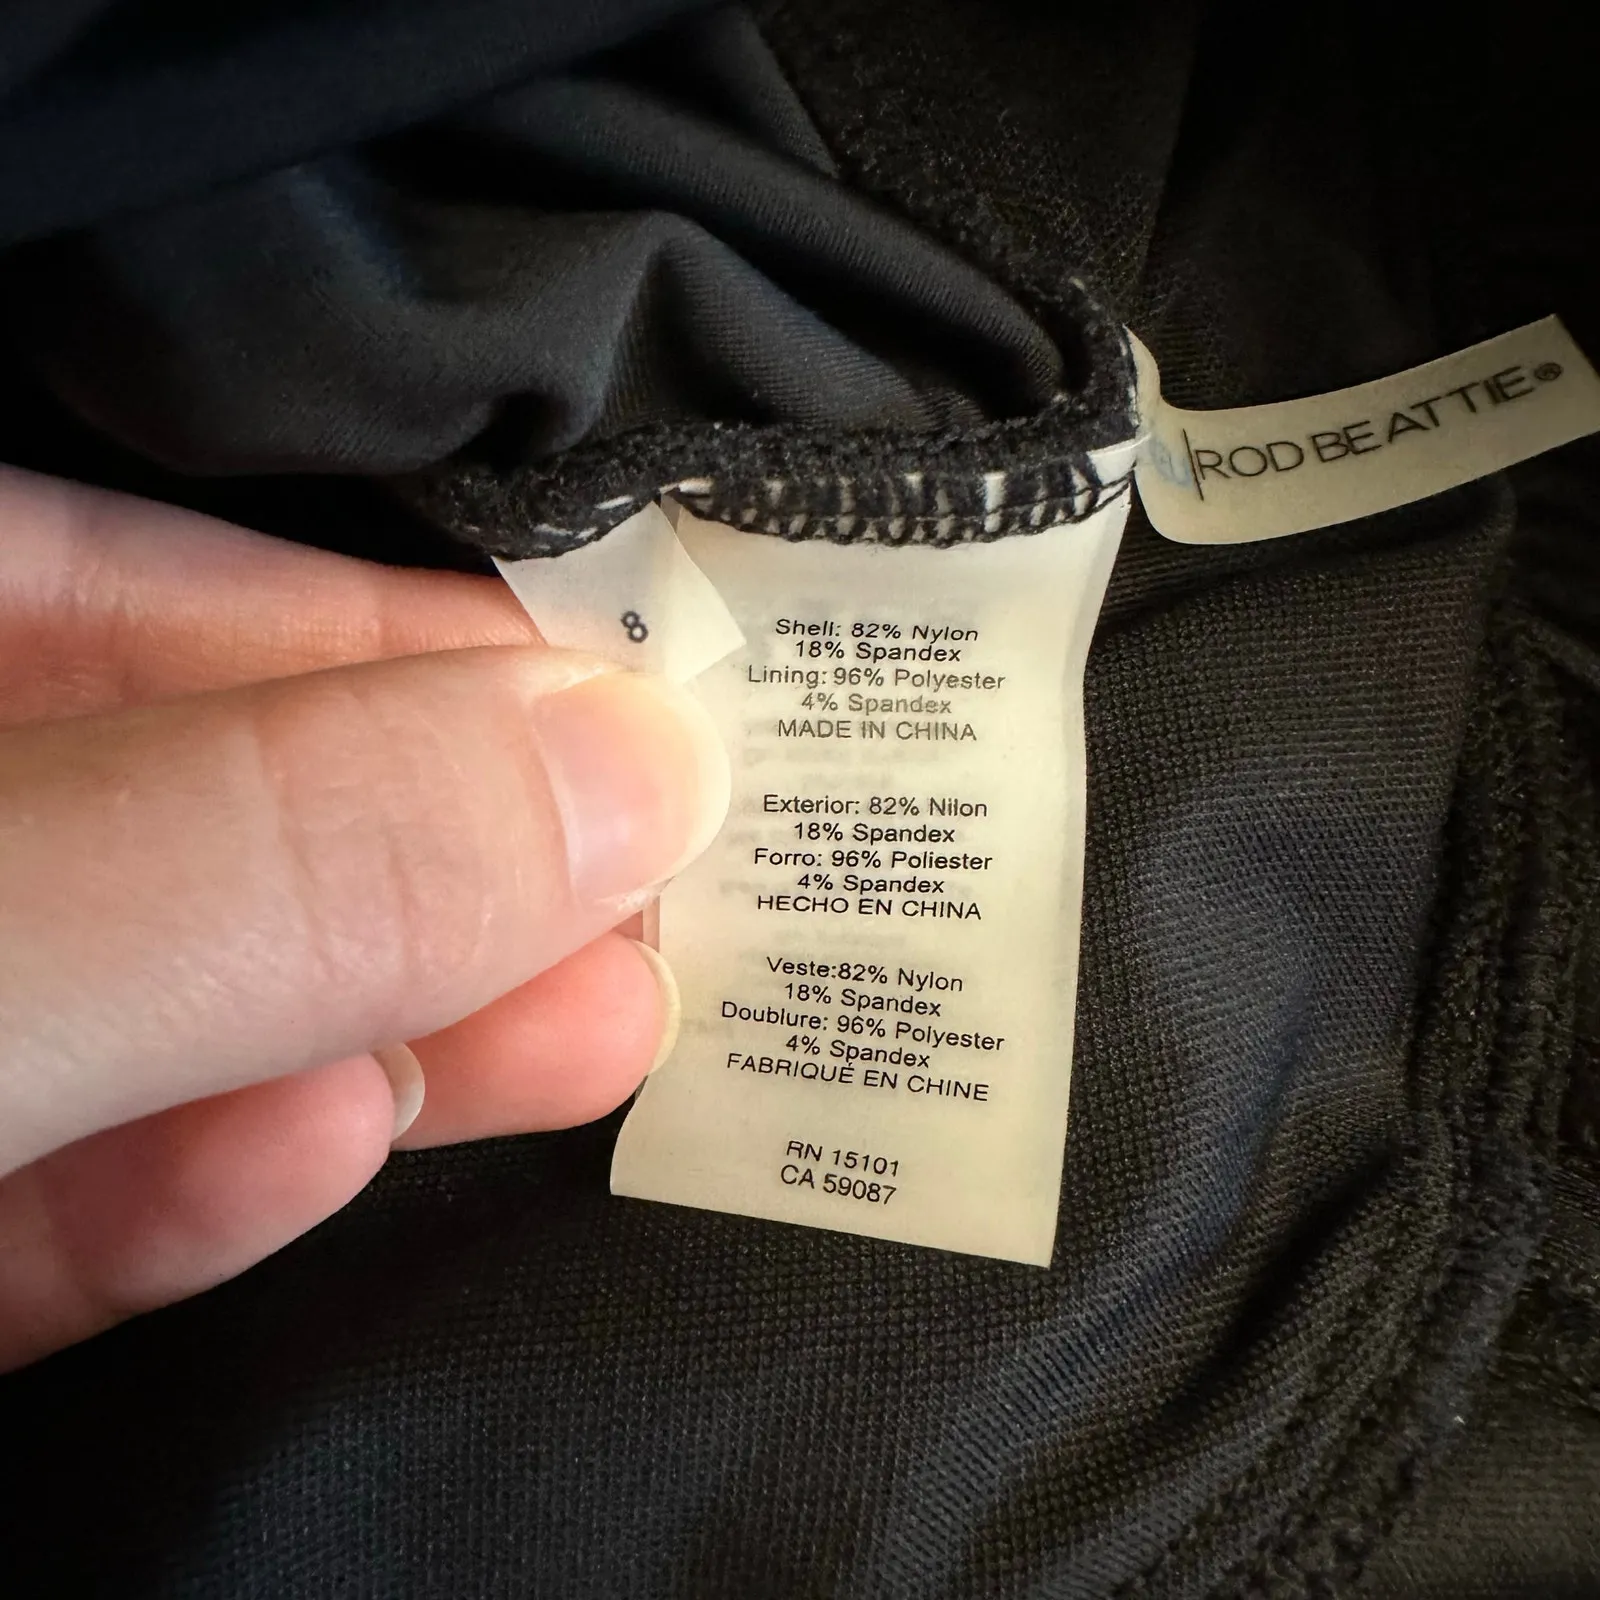 ROD BEATTIE®
8
Shell: 82% Nylon
18% Spandex
Lining: 96% Polyester
4% Spandex
MADE IN CHINA
Exterior: 82% Nilon
18% Spandex
Forro: 96% Poliester
4% Spandex
HECHO EN CHINA
Veste:82% Nylon
18% Spandex
Doublure: 96% Polyester
4% Spandex
FABRIQUÉ EN CHINE
RN 15101
CA 59087